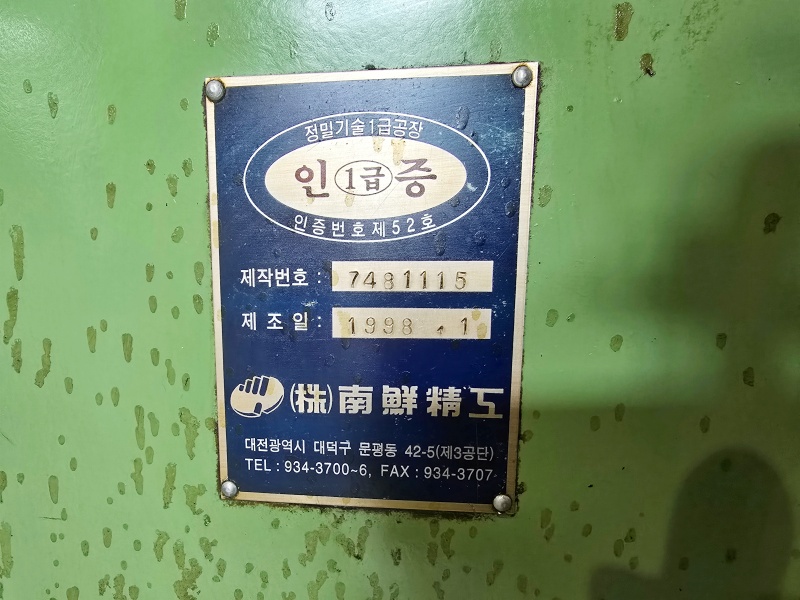 정밀기술1급공장
인 1급 증
인증번호제52호
제작번호 : 7481115
제 조 일 : 1998 . 1
(株)南鮮精工
대전광역시 대덕구 문평동 42-5(제3공단)
TEL : 934-3700~6, FAX : 934-3707